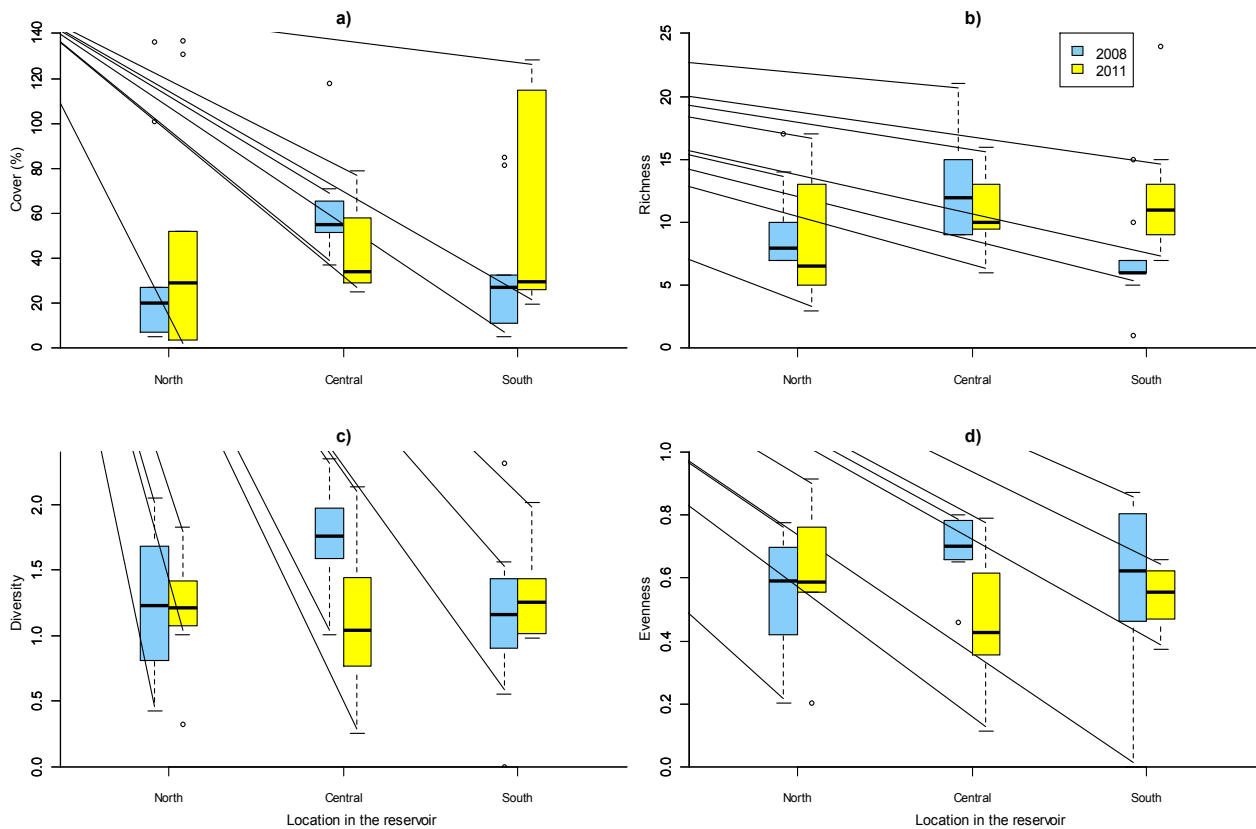 a)
Cover (%)
0
20
40
60
80
100
120
140
North
Central
South
b)
Richness
0
5
10
15
20
25
2008
2011
North
Central
South
c)
Diversity
0.0
0.5
1.0
1.5
2.0
North
Central
South
Location in the reservoir
d)
Evenness
0.0
0.2
0.4
0.6
0.8
1.0
North
Central
South
Location in the reservoir